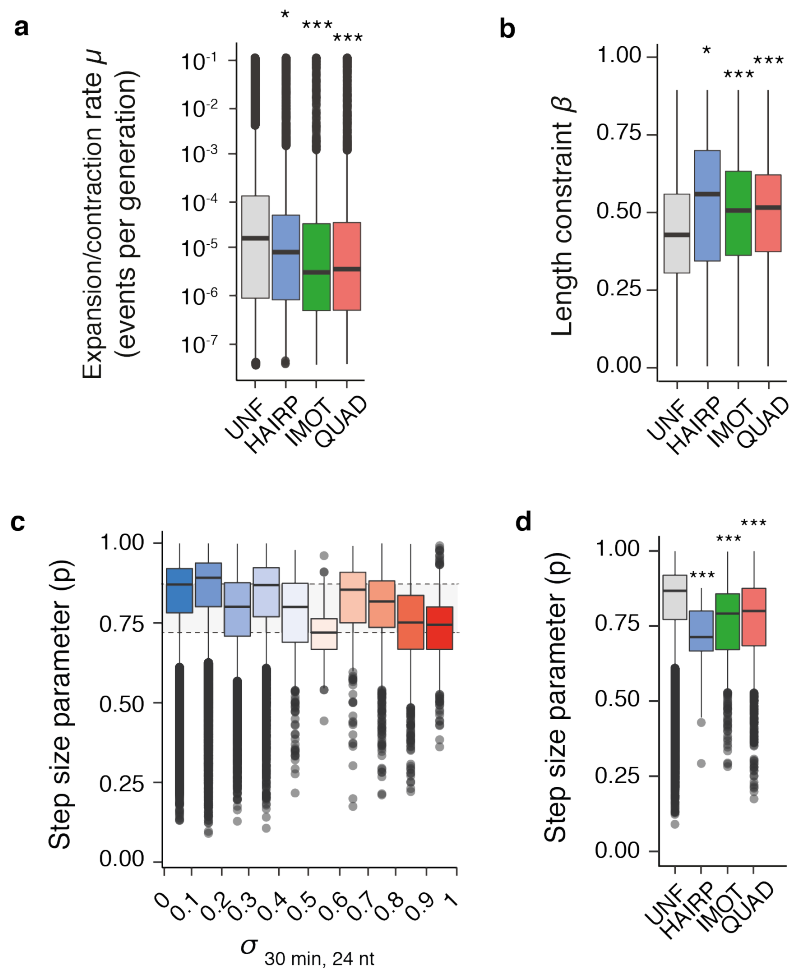 a
*
***
***
Expansion/contraction rate μ
(events per generation)
10-1
10-2
10-3
10-4
10-5
10-6
10-7
UNF
HAIRP
IMOT
QUAD
b
*
***
***
Length constraint β
1.00
0.75
0.50
0.25
0.00
UNF
HAIRP
IMOT
QUAD
c
Step size parameter (p)
1.00
0.75
0.50
0.25
0.00
0
0.1
0.2
0.3
0.4
0.5
0.6
0.7
0.8
0.9
1
σ 30 min, 24 nt
d
***
***
***
Step size parameter (p)
1.00
0.75
0.50
0.25
0.00
UNF
HAIRP
IMOT
QUAD